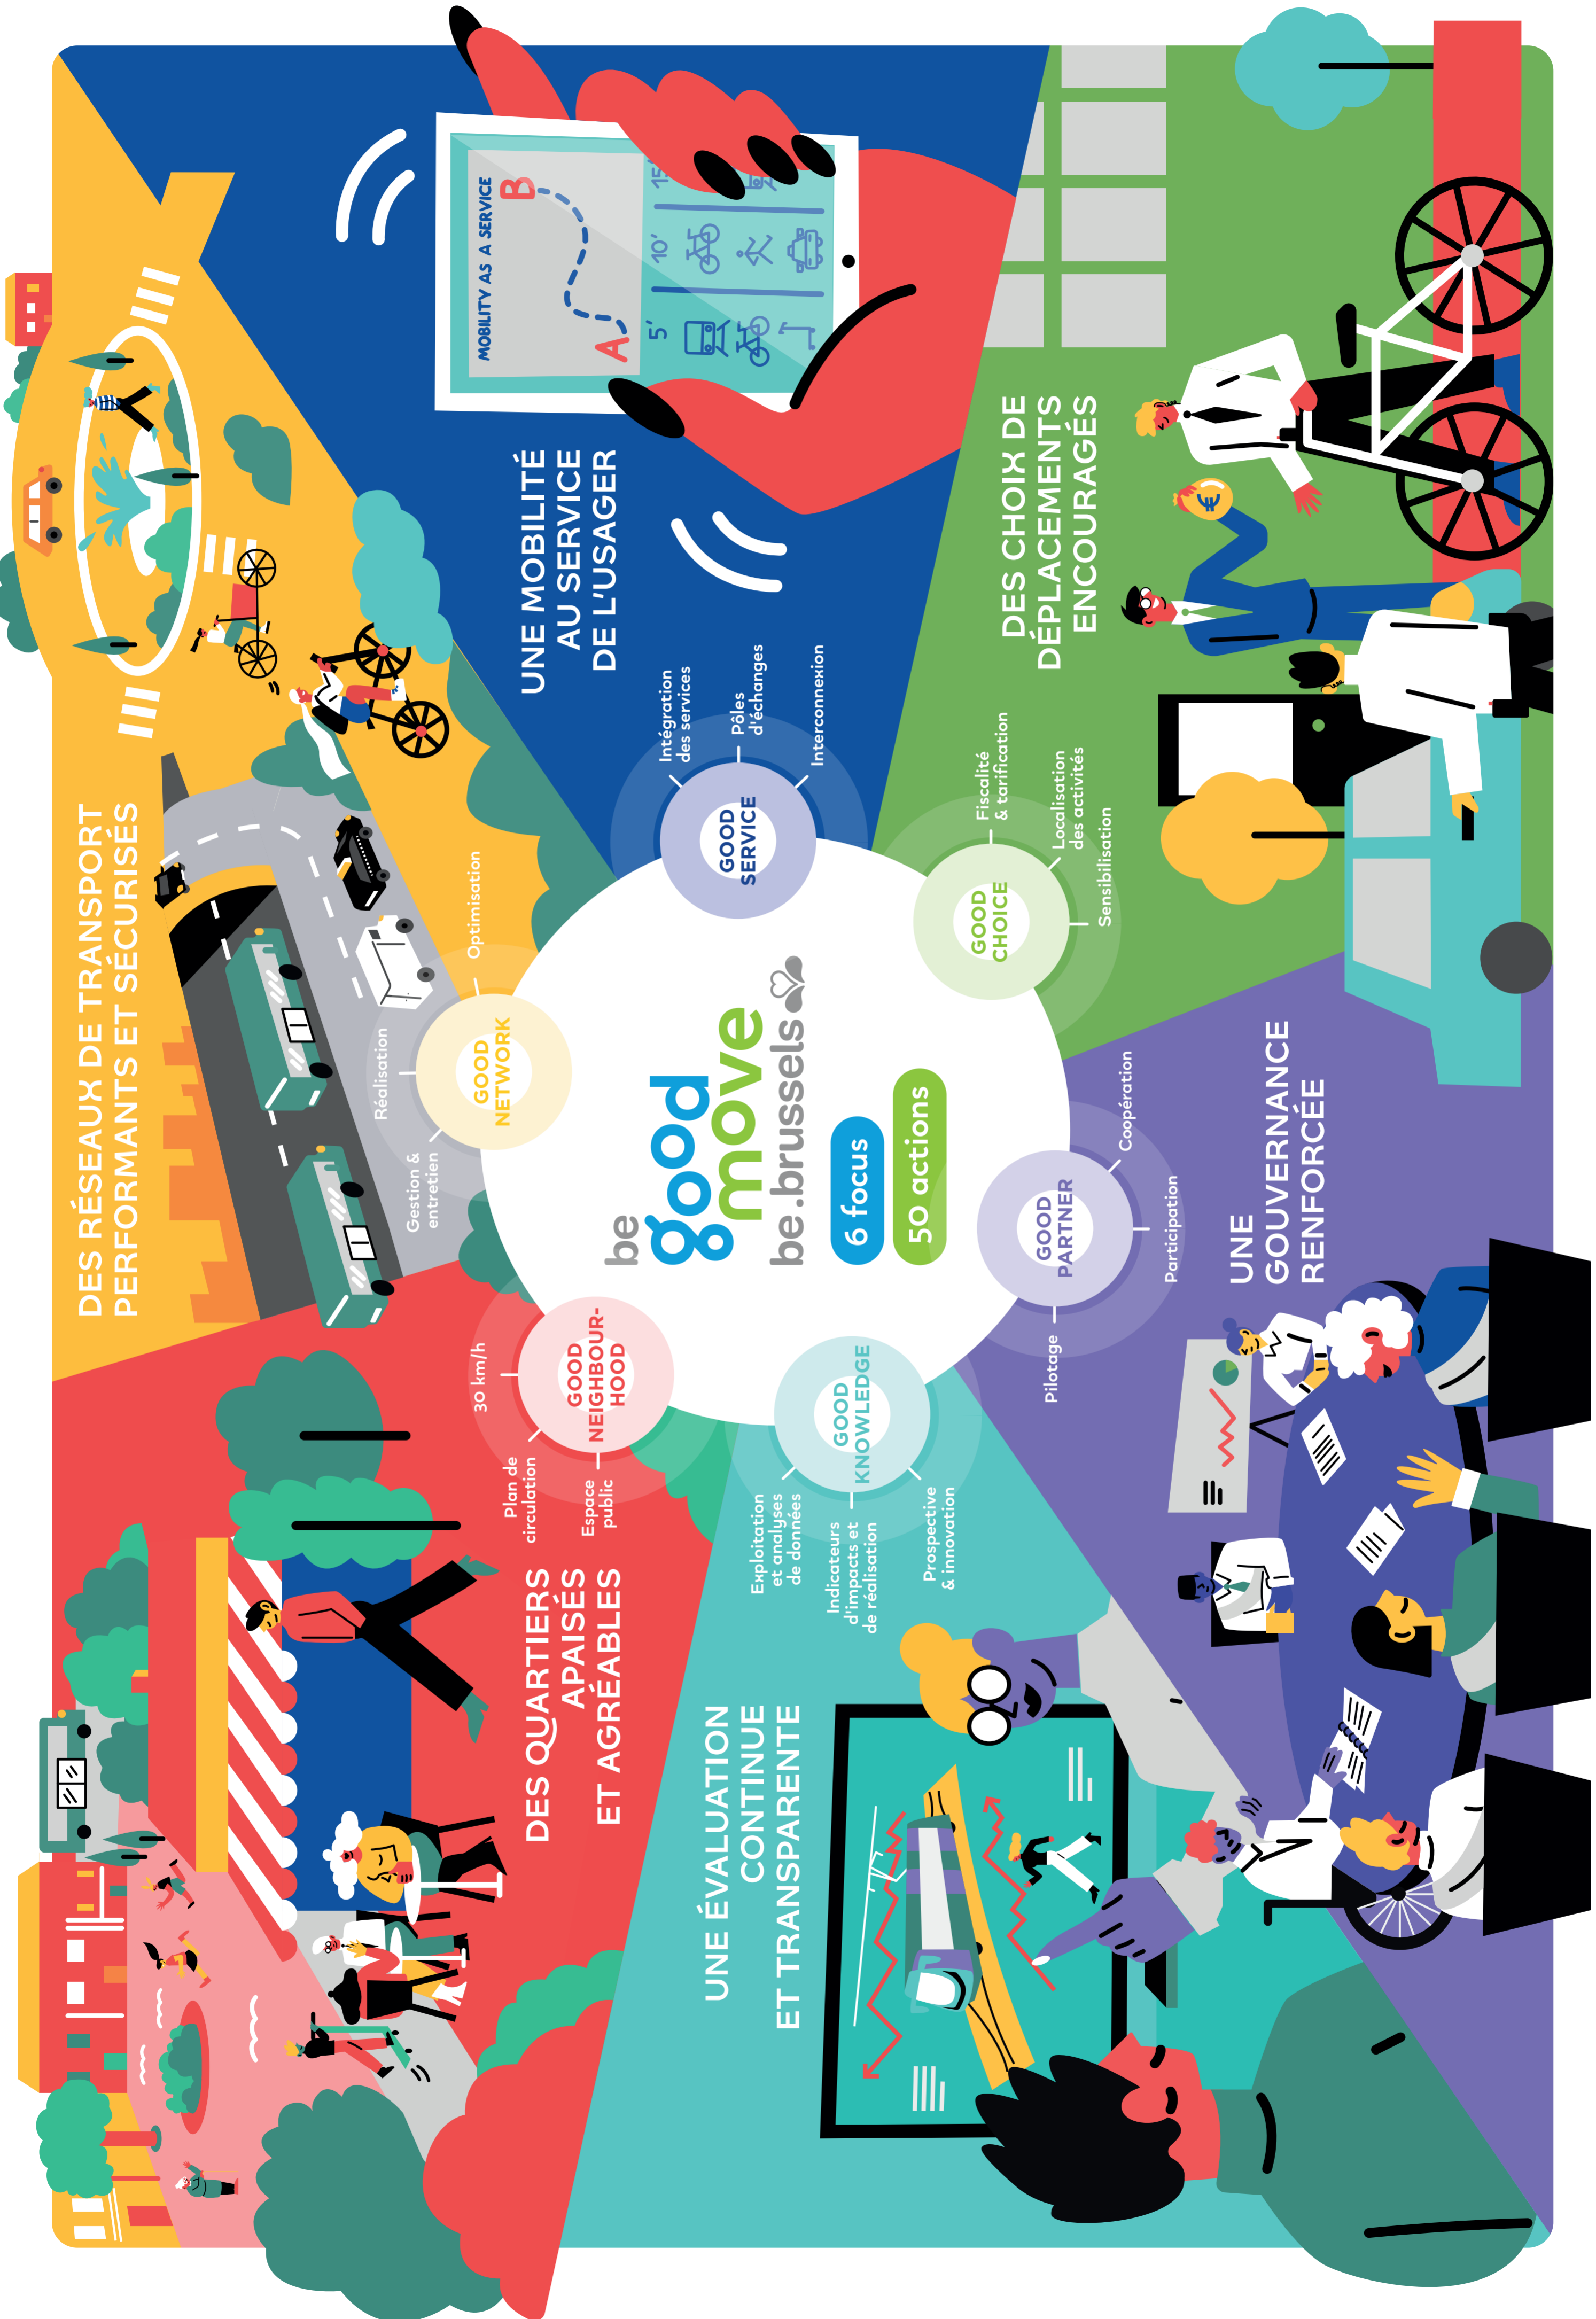 DES RÉSEAUX DE TRANSPORT
PERFORMANTS ET SÉCURISÉS
GOOD
NETWORK
Gestion &
entretien
Réalisation
Optimisation
UNE MOBILITÉ
AU SERVICE
DE L'USAGER
GOOD
SERVICE
Intégration
des services
Pôles
d'échanges
Interconnexion
MOBILITY AS A SERVICE
A
B
5'
10'
15'
DES CHOIX DE
DÉPLACEMENTS
ENCOURAGÉS
GOOD
CHOICE
Fiscalité
& tarification
Localisation
des activités
Sensibilisation
€
UNE
GOUVERNANCE
RENFORCÉE
GOOD
PARTNER
Coopération
Participation
Pilotage
UNE ÉVALUATION
CONTINUE
ET TRANSPARENTE
GOOD
KNOWLEDGE
Exploitation
et analyses
de données
Indicateurs
d'impacts et
de réalisation
Prospective
& innovation
DES QUARTIERS
APAISÉS
ET AGRÉABLES
GOOD
NEIGHBOUR-
HOOD
30 km/h
Plan de
circulation
Espace
public
be
good
move
be.brussels
6 focus
50 actions